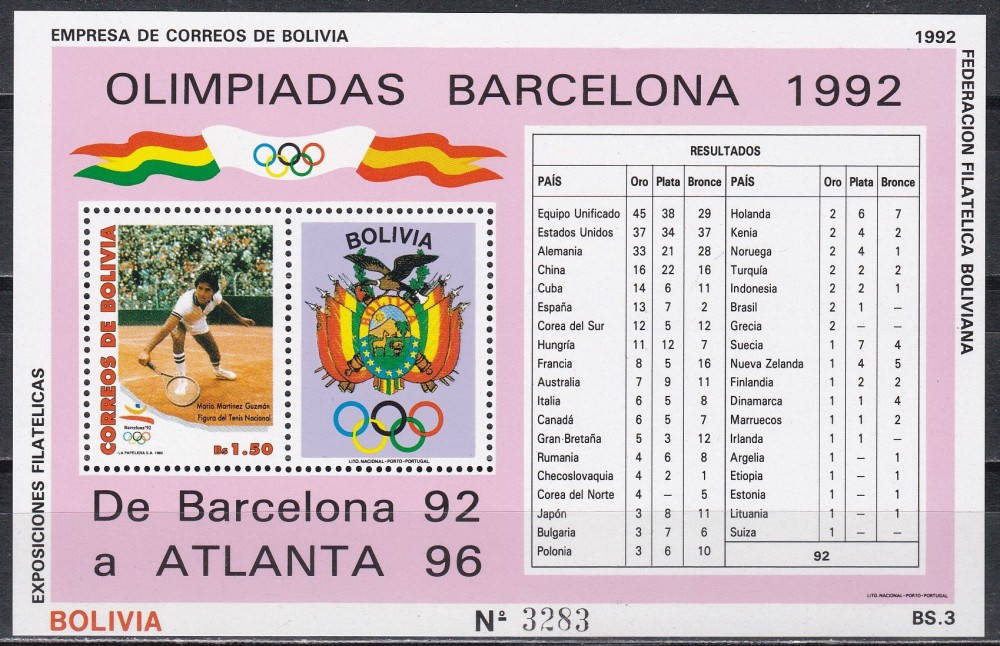 EMPRESA DE CORREOS DE BOLIVIA
1992
OLIMPIADAS BARCELONA 1992
FEDERACION FILATELICA BOLIVIANA
EXPOSICIONES FILATELICAS
CORREOS DE BOLIVIA
Mario Martinez Guzmán
Figura del Tenis Nacional
Barcelona'92
LA PAPELERA S.A. 1990
Bs 1.50
BOLIVIA
BOLIVIA
LITO. NACIONAL-PORTO-PORTUGAL
De Barcelona 92
a ATLANTA 96
RESULTADOS
PAÍS Oro Plata Bronce PAÍS Oro Plata Bronce
Equipo Unificado 45 38 29 Holanda 2 6 7
Estados Unidos 37 34 37 Kenia 2 4 2
Alemania 33 21 28 Noruega 2 4 1
China 16 22 16 Turquía 2 2 2
Cuba 14 6 11 Indonesia 2 2 1
España 13 7 2 Brasil 2 1 –
Corea del Sur 12 5 12 Grecia 2 – –
Hungría 11 12 7 Suecia 1 7 4
Francia 8 5 16 Nueva Zelanda 1 4 5
Australia 7 9 11 Finlandia 1 2 2
Italia 6 5 8 Dinamarca 1 1 4
Canadá 6 5 7 Marruecos 1 1 2
Gran-Bretaña 5 3 12 Irlanda 1 1 –
Rumania 4 6 8 Argelia 1 – 1
Checoslovaquia 4 2 1 Etiopia 1 – 1
Corea del Norte 4 – 5 Estonia 1 – 1
Japón 3 8 11 Lituania 1 – 1
Bulgaria 3 7 6 Suiza 1 – –
Polonia 3 6 10 92
LITO. NACIONAL-PORTO-PORTUGAL
BOLIVIA
Nº 3283
BS.3